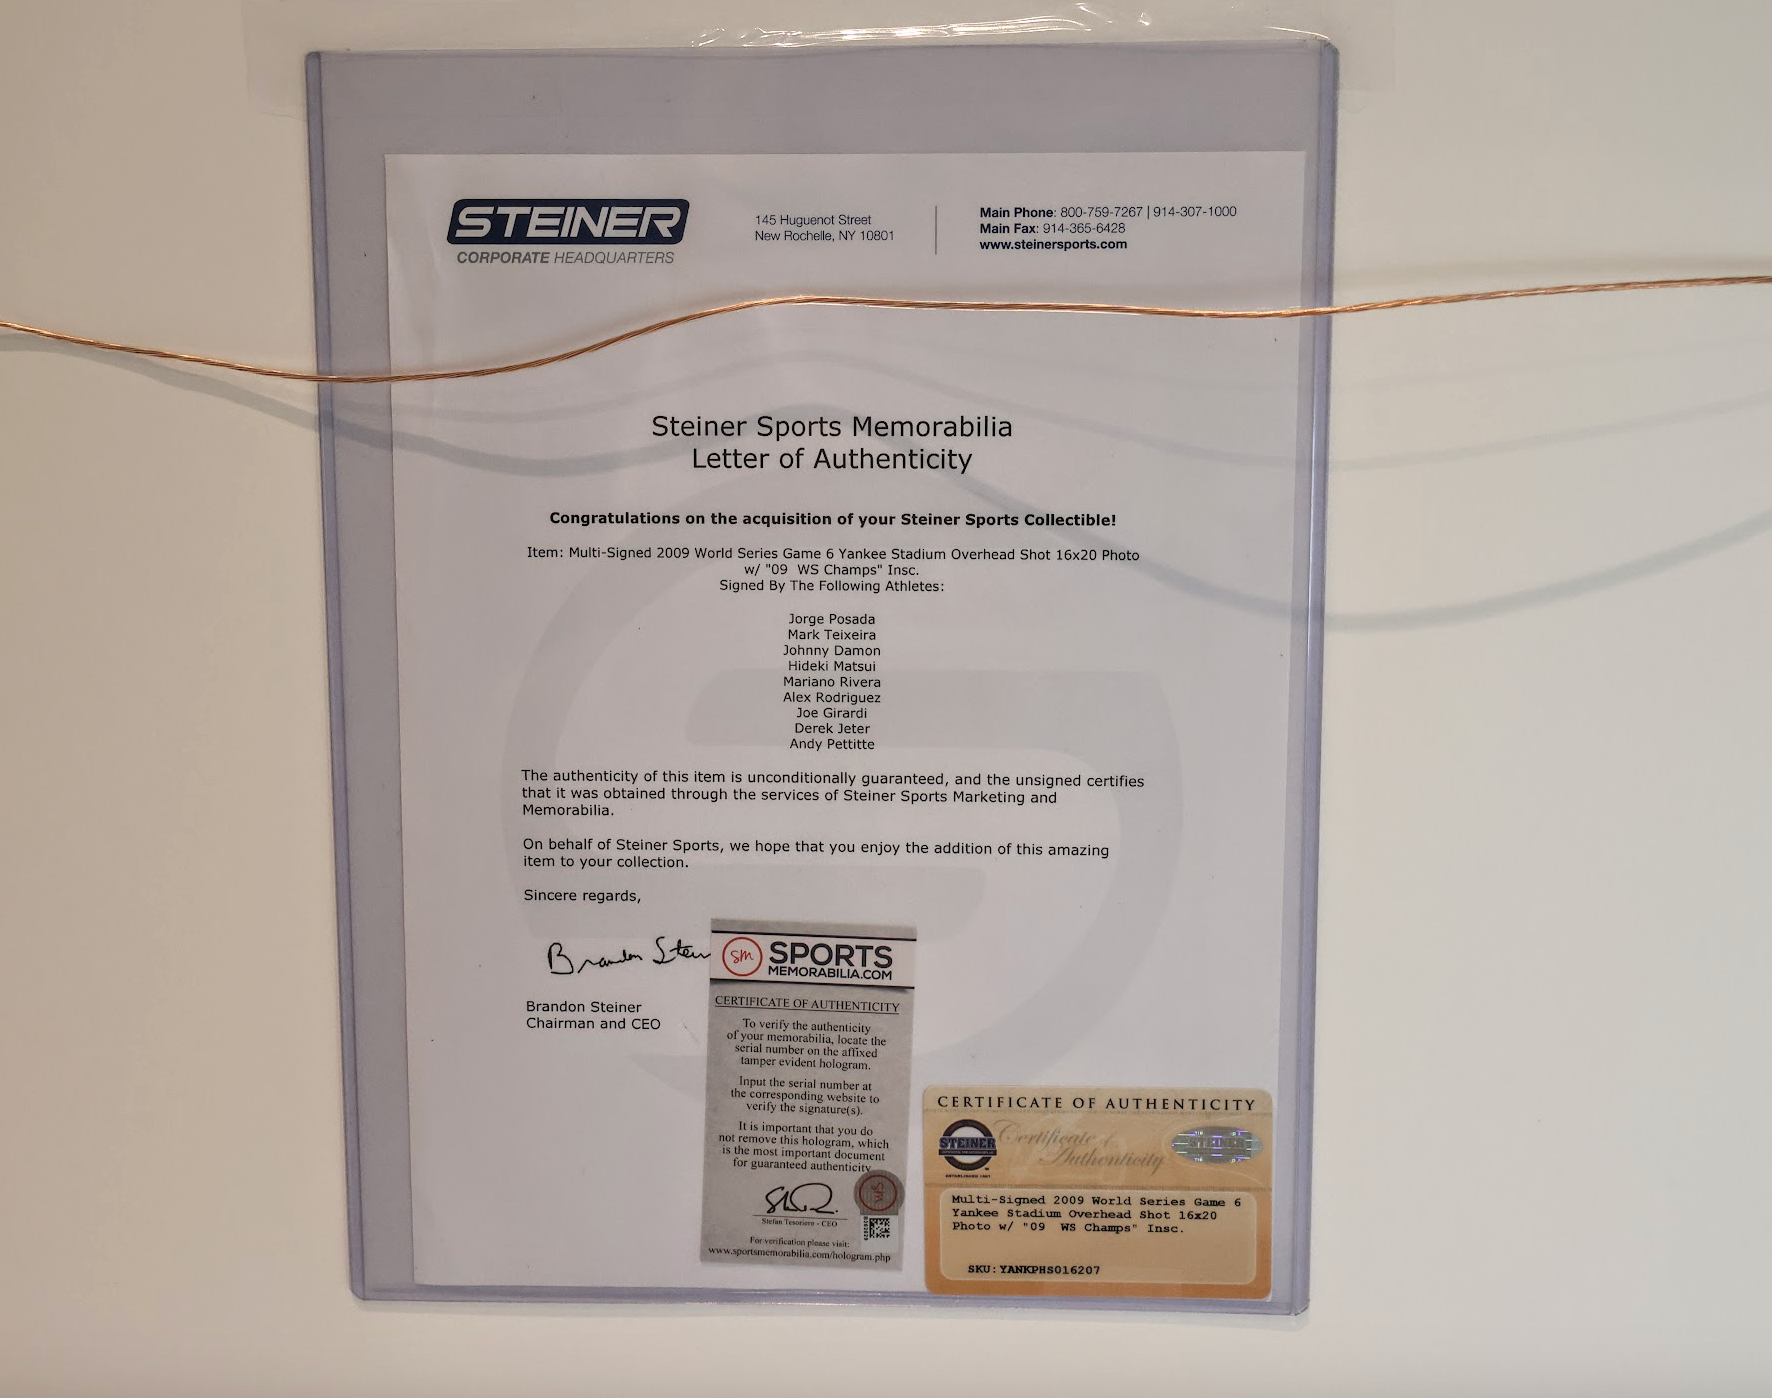 STEINER
CORPORATE HEADQUARTERS
145 Huguenot Street
New Rochelle, NY 10801
Main Phone: 800-759-7267 | 914-307-1000
Main Fax: 914-365-6428
www.steinersports.com
Steiner Sports Memorabilia
Letter of Authenticity
Congratulations on the acquisition of your Steiner Sports Collectible!
Item: Multi-Signed 2009 World Series Game 6 Yankee Stadium Overhead Shot 16x20 Photo
w/ "09  WS Champs" Insc.
Signed By The Following Athletes:
Jorge Posada
Mark Teixeira
Johnny Damon
Hideki Matsui
Mariano Rivera
Alex Rodriguez
Joe Girardi
Derek Jeter
Andy Pettitte
The authenticity of this item is unconditionally guaranteed, and the unsigned certifies
that it was obtained through the services of Steiner Sports Marketing and
Memorabilia.
On behalf of Steiner Sports, we hope that you enjoy the addition of this amazing
item to your collection.
Sincere regards,
Brandon Stein
Brandon Steiner
Chairman and CEO
SM SPORTS
MEMORABILIA.COM
CERTIFICATE OF AUTHENTICITY
To verify the authenticity
of your memorabilia, locate the
serial number on the affixed
tamper evident hologram.
Input the serial number at
the corresponding website to
verify the signature(s).
It is important that you do
not remove this hologram, which
is the most important document
for guaranteed authenticity
SM
Stefan Tesoriero - CEO
For verification please visit:
www.sportsmemorabilia.com/hologram.php
CERTIFICATE OF AUTHENTICITY
STEINER
Certificate of
Authenticity
STEINER
Multi-Signed 2009 World Series Game 6
Yankee Stadium Overhead Shot 16x20
Photo w/ "09  WS Champs" Insc.
SKU: YANKPHS016207